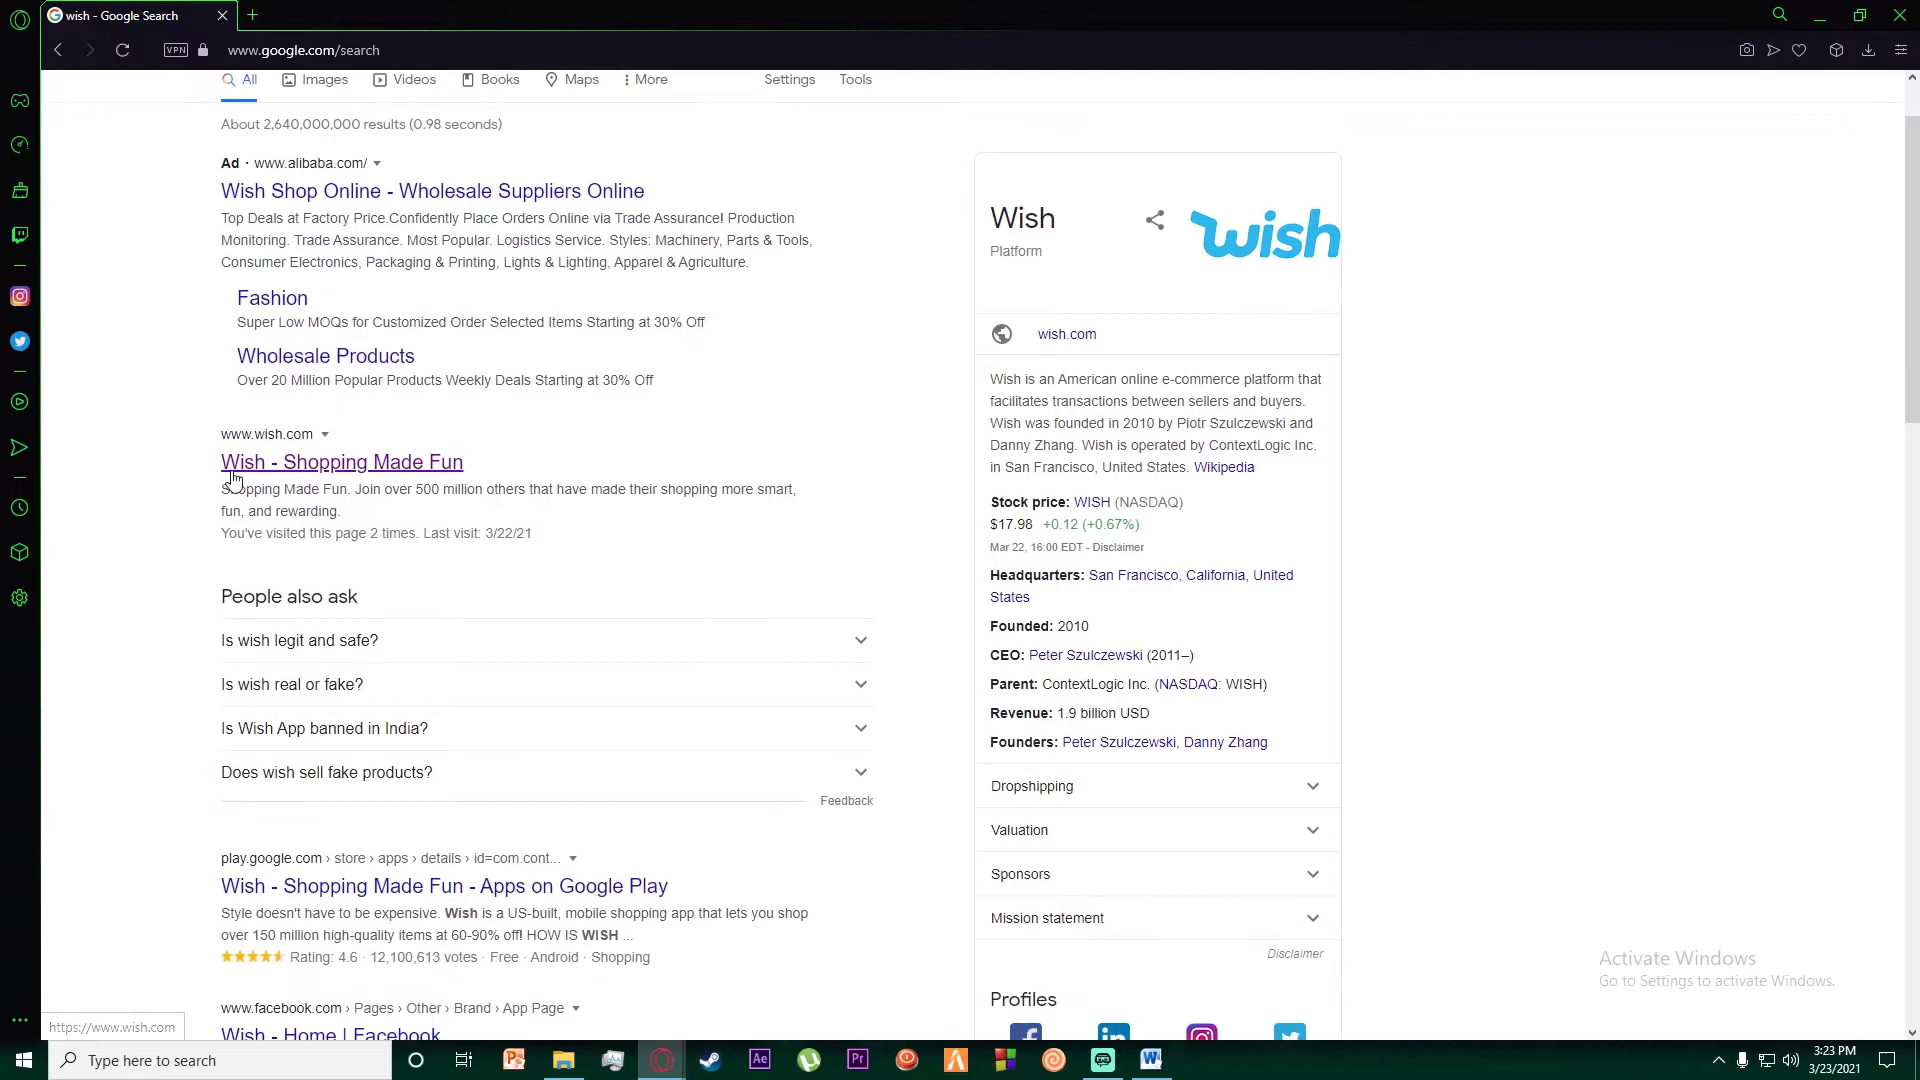 wish - Google Search
VPN
www.google.com/search
All Images Videos Books Maps More Settings Tools
About 2,640,000,000 results (0.98 seconds)
Ad · www.alibaba.com/
Wish Shop Online - Wholesale Suppliers Online
Top Deals at Factory Price.Confidently Place Orders Online via Trade Assurance! Production
Monitoring. Trade Assurance. Most Popular. Logistics Service. Styles: Machinery, Parts & Tools,
Consumer Electronics, Packaging & Printing, Lights & Lighting, Apparel & Agriculture.
Fashion
Super Low MOQs for Customized Order Selected Items Starting at 30% Off
Wholesale Products
Over 20 Million Popular Products Weekly Deals Starting at 30% Off
www.wish.com
Wish - Shopping Made Fun
Shopping Made Fun. Join over 500 million others that have made their shopping more smart,
fun, and rewarding.
You've visited this page 2 times. Last visit: 3/22/21
People also ask
Is wish legit and safe?
Is wish real or fake?
Is Wish App banned in India?
Does wish sell fake products?
Feedback
play.google.com › store › apps › details › id=com.cont...
Wish - Shopping Made Fun - Apps on Google Play
Style doesn't have to be expensive. Wish is a US-built, mobile shopping app that lets you shop
over 150 million high-quality items at 60-90% off! HOW IS WISH ...
Rating: 4.6 · 12,100,613 votes · Free · Android · Shopping
www.facebook.com › Pages › Other › Brand › App Page
Wish - Home | Facebook
https://www.wish.com
Wish
Platform
wish
wish.com
Wish is an American online e-commerce platform that
facilitates transactions between sellers and buyers.
Wish was founded in 2010 by Piotr Szulczewski and
Danny Zhang. Wish is operated by ContextLogic Inc.
in San Francisco, United States. Wikipedia
Stock price: WISH (NASDAQ)
$17.98 +0.12 (+0.67%)
Mar 22, 16:00 EDT - Disclaimer
Headquarters: San Francisco, California, United
States
Founded: 2010
CEO: Peter Szulczewski (2011–)
Parent: ContextLogic Inc. (NASDAQ: WISH)
Revenue: 1.9 billion USD
Founders: Peter Szulczewski, Danny Zhang
Dropshipping
Valuation
Sponsors
Mission statement
Disclaimer
Profiles
Activate Windows
Go to Settings to activate Windows.
Type here to search
Ae
Pr
3:23 PM
3/23/2021